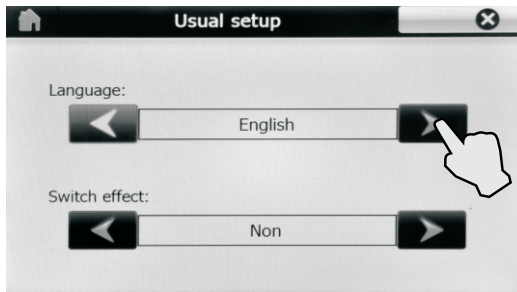 Usual setup
Language:
English
Switch effect:
Non